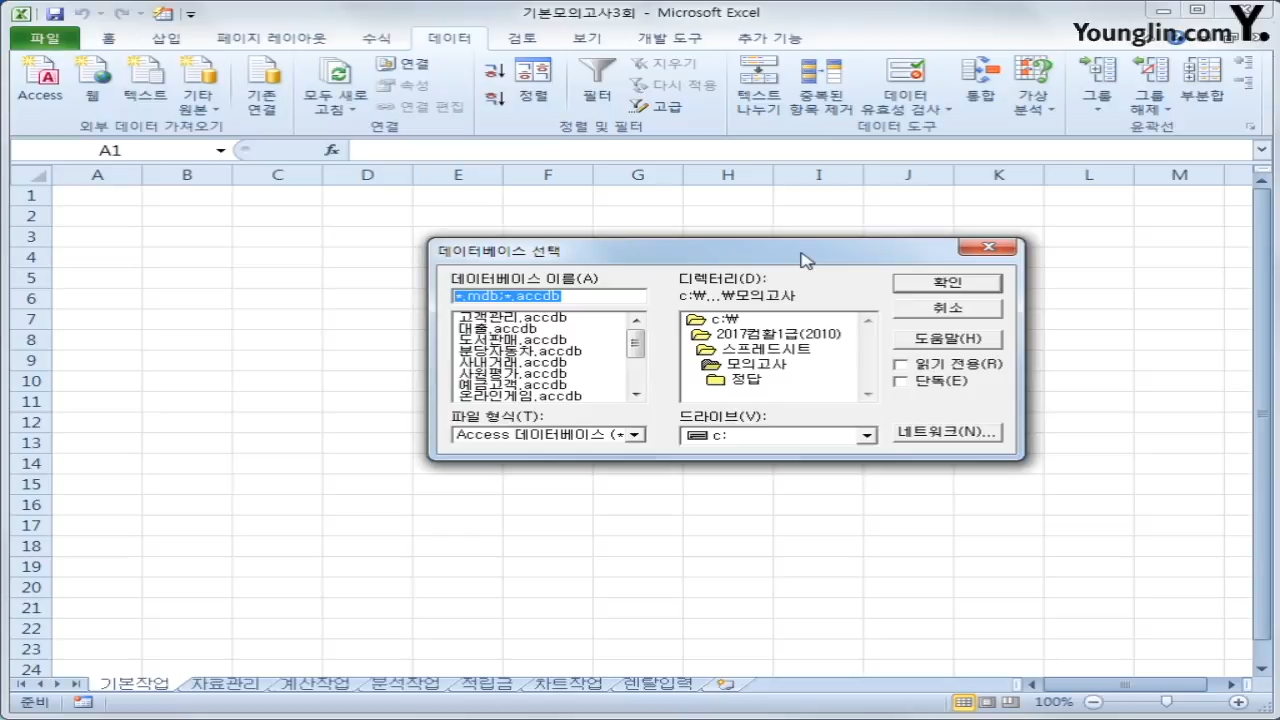 기본모의고사3회 - Microsoft Excel
YoungJin.com Y.
파일 홈 삽입 페이지 레이아웃 수식 데이터 검토 보기 개발 도구 추가 기능
Access 웹 텍스트 기타 원본 기존 연결 모두 새로 고침 연결 속성 연결 편집 정렬 필터 지우기 다시 적용 고급 텍스트 나누기 중복된 항목 제거 데이터 유효성 검사 통합 가상 분석 그룹 그룹 해제 부분합
외부 데이터 가져오기 연결 정렬 및 필터 데이터 도구 윤곽선
A1 fx
A B C D E F G H I J K L M
1
2
3
4
5
6
7
8
9
10
11
12
13
14
15
16
17
18
19
20
21
22
23
24
데이터베이스 선택
데이터베이스 이름(A)
*.mdb;*.accdb
고객관리.accdb
대출.accdb
도서판매.accdb
분당자동차.accdb
사내거래.accdb
사원평가.accdb
예금고객.accdb
온라인게임.accdb
파일 형식(T):
Access 데이터베이스 (*
디렉터리(D):
c:₩...₩모의고사
c:₩
2017컴활1급(2010)
스프레드시트
모의고사
정답
드라이브(V):
c:
확인
취소
도움말(H)
읽기 전용(R)
단독(E)
네트워크(N)...
기본작업 자료관리 계산작업 분석작업 적립금 차트작업 렌탈입력
준비 100%